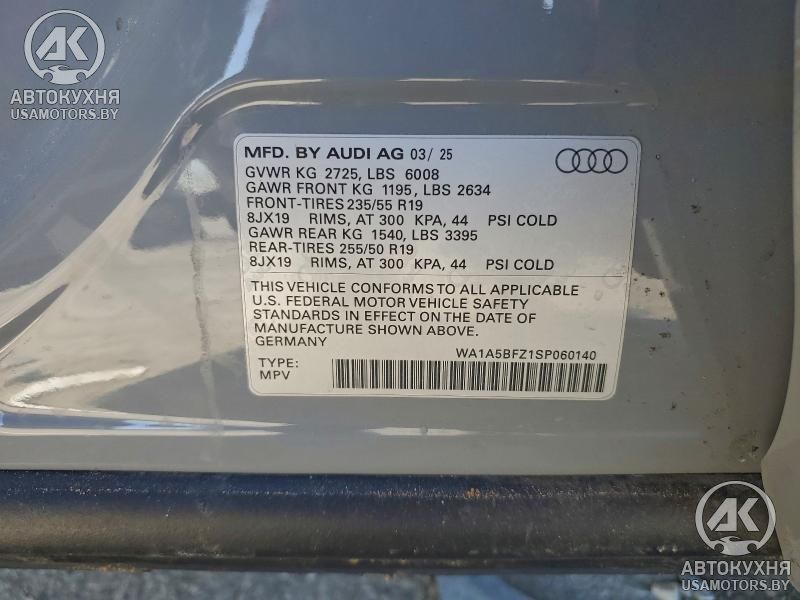 AK
АВТОКУХНЯ
USAMOTORS.BY
MFD. BY AUDI AG 03/ 25
GVWR KG 2725, LBS 6008
GAWR FRONT KG 1195, LBS 2634
FRONT-TIRES 235/55 R19
8JX19 RIMS, AT 300 KPA, 44 PSI COLD
GAWR REAR KG 1540, LBS 3395
REAR-TIRES 255/50 R19
8JX19 RIMS, AT 300 KPA, 44 PSI COLD
THIS VEHICLE CONFORMS TO ALL APPLICABLE
U.S. FEDERAL MOTOR VEHICLE SAFETY
STANDARDS IN EFFECT ON THE DATE OF
MANUFACTURE SHOWN ABOVE.
GERMANY
WA1A5BFZ1SP060140
TYPE:
MPV
AK
АВТОКУХНЯ
USAMOTORS.BY